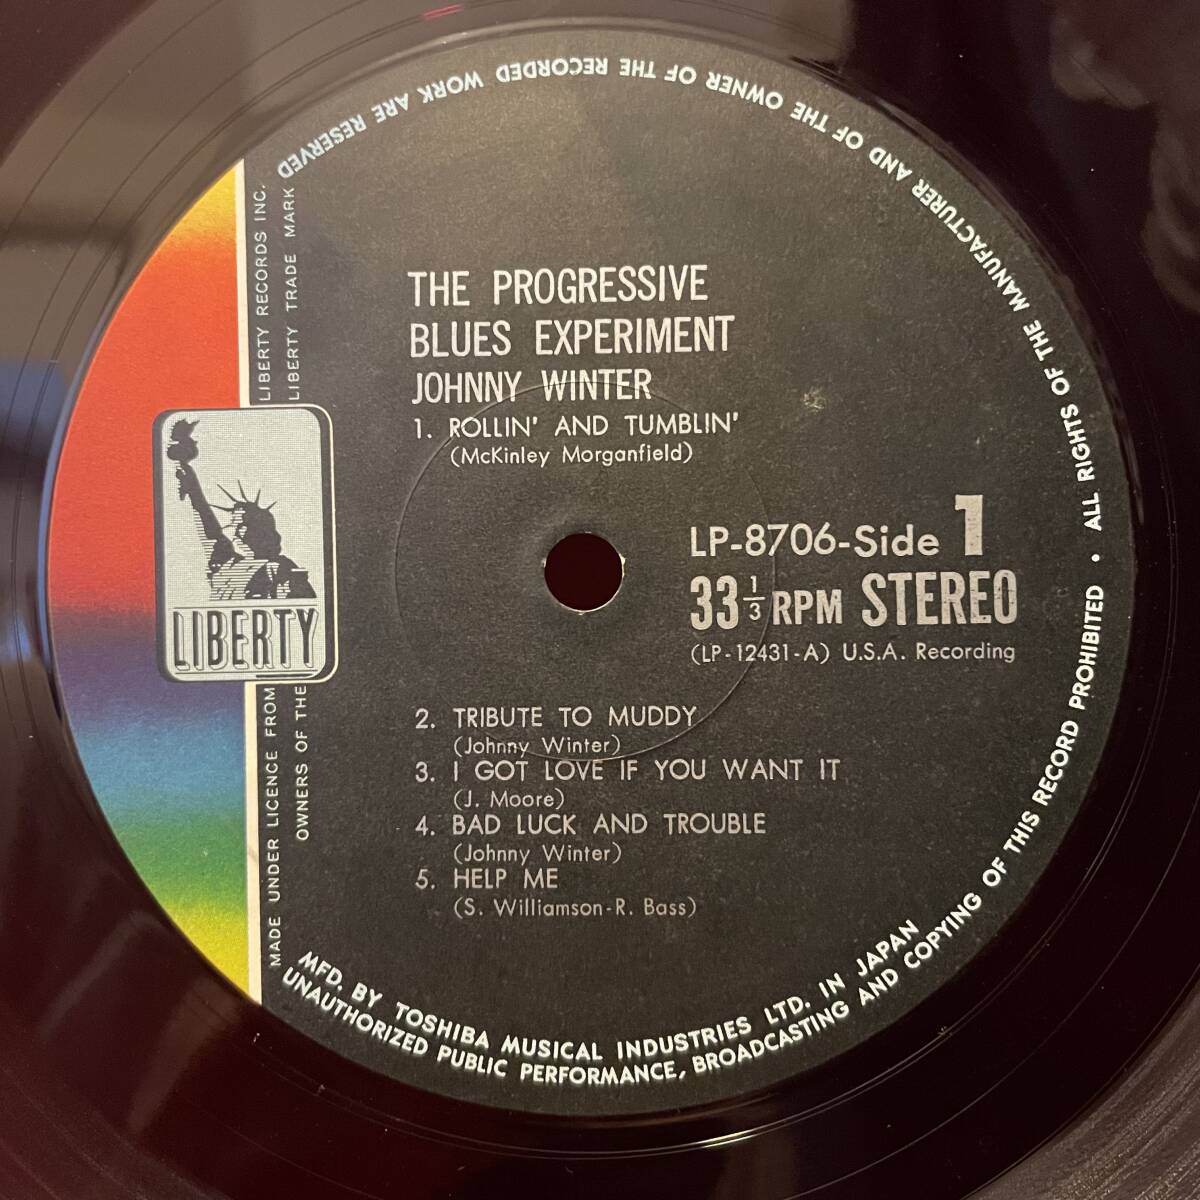 THE PROGRESSIVE
BLUES EXPERIMENT
JOHNNY WINTER
1. ROLLIN' AND TUMBLIN'
(McKinley Morganfield)
LP-8706-Side 1
33 1/3 RPM STEREO
(LP-12431-A) U.S.A. Recording
2. TRIBUTE TO MUDDY
(Johnny Winter)
3. I GOT LOVE IF YOU WANT IT
(J. Moore)
4. BAD LUCK AND TROUBLE
(Johnny Winter)
5. HELP ME
(S. Williamson-R. Bass)
LIBERTY
MADE UNDER LICENCE FROM LIBERTY RECORDS INC.
OWNERS OF THE LIBERTY TRADE MARK
MFD. BY TOSHIBA MUSICAL INDUSTRIES LTD. IN JAPAN
UNAUTHORIZED PUBLIC PERFORMANCE, BROADCASTING AND COPYING OF THIS RECORD PROHIBITED • ALL RIGHTS OF THE MANUFACTURER AND OF THE OWNER OF THE RECORDED WORK ARE RESERVED